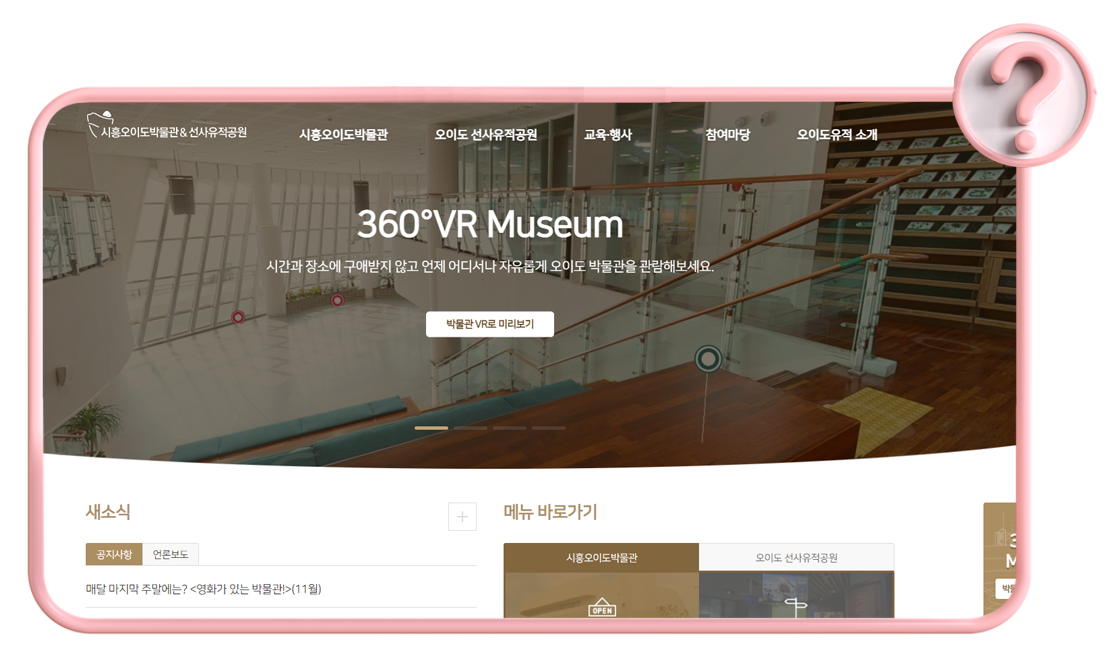 시흥오이도박물관 & 선사유적공원
시흥오이도박물관
오이도 선사유적공원
교육·행사
참여마당
오이도유적 소개
360°VR Museum
시간과 장소에 구애받지 않고 언제 어디서나 자유롭게 오이도 박물관을 관람해보세요.
박물관 VR로 미리보기
새소식
공지사항
언론보도
매달 마지막 주말에는? <영화가 있는 박물관!>(11월)
메뉴 바로가기
시흥오이도박물관
오이도 선사유적공원
OPEN
?